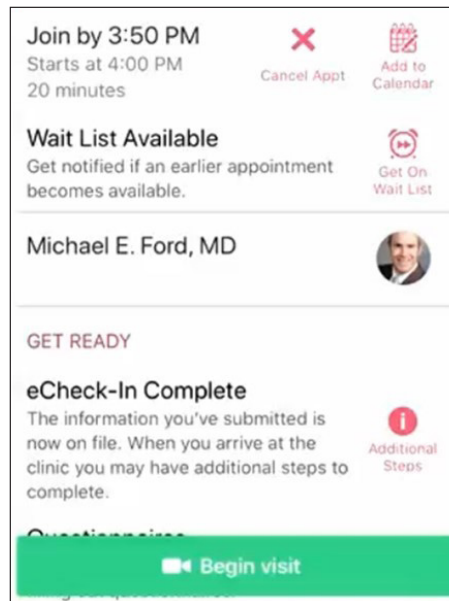 Join by 3:50 PM
Starts at 4:00 PM
20 minutes
Cancel Appt
Add to
Calendar
Wait List Available
Get notified if an earlier appointment
becomes available.
Get On
Wait List
Michael E. Ford, MD
GET READY
eCheck-In Complete
The information you've submitted is
now on file. When you arrive at the
clinic you may have additional steps to
complete.
Additional
Steps
Questionnaires
Begin visit